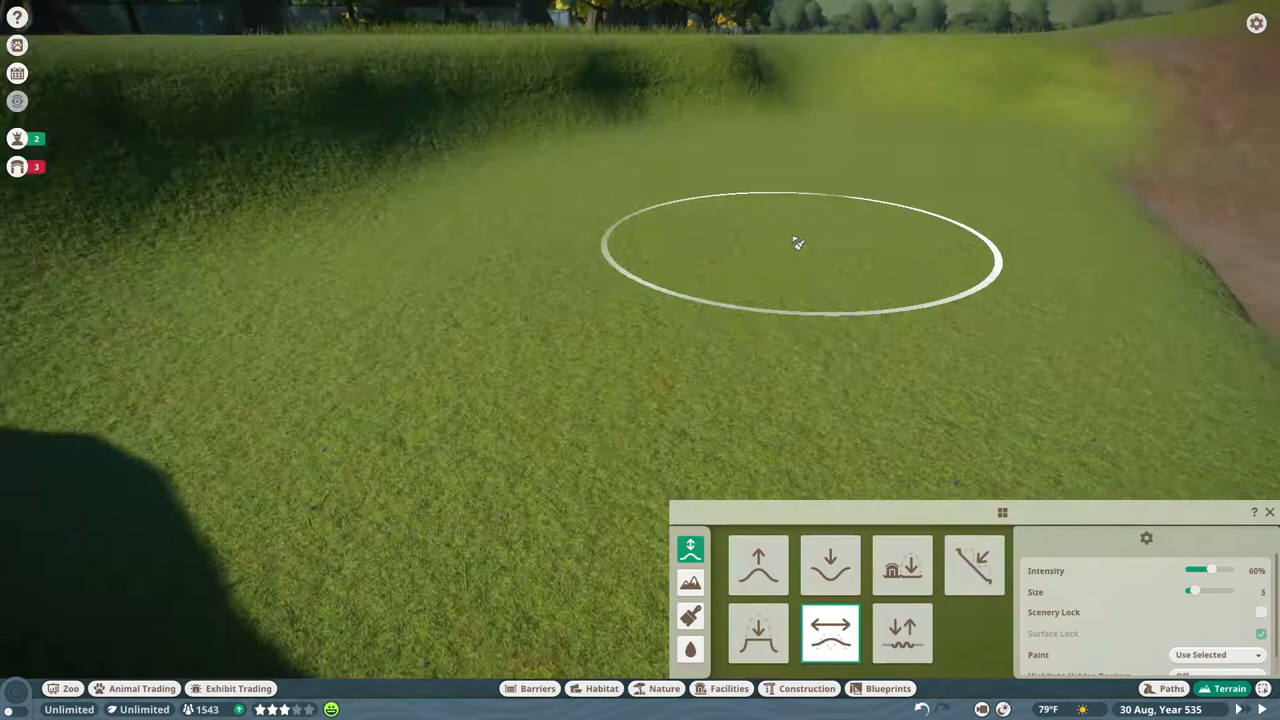 ?
2
3
? ×
Intensity 60%
Size 3
Scenery Lock
Surface Lock
Paint Use Selected
Zoo Animal Trading Exhibit Trading Barriers Habitat Nature Facilities Construction Blueprints Paths Terrain
Unlimited Unlimited 1543 79°F 30 Aug, Year 535